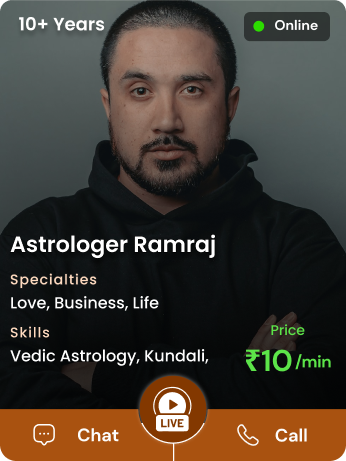 10+ Years
Online
Astrologer Ramraj
Specialties
Love, Business, Life
Skills
Vedic Astrology, Kundali,
Price
₹10/min
LIVE
Chat
Call